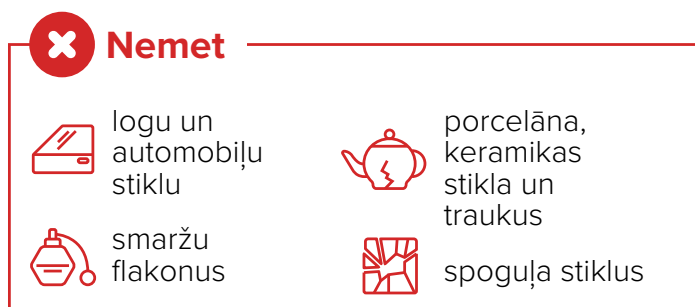 Nemet
logu un
automobiļu
stiklu
smaržu
flakonus
porcelāna,
keramikas
stikla un
traukus
spoguļa stiklus